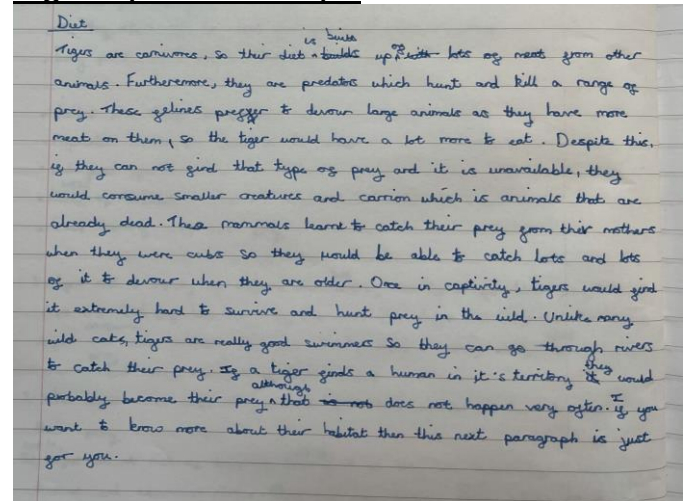 Diet
Tigers are carnivores, so their diet is built up of lots of meat from other
animals. Furthermore, they are predators which hunt and kill a range of
prey. These felines prefer to devour large animals as they have more
meat on them, so the tiger would have a lot more to eat. Despite this,
if they can not find that type of prey and it is unavailable, they
would consume smaller creatures and carrion which is animals that are
already dead. These mammals learnt to catch their prey from their mothers
when they were cubs so they would be able to catch lots and lots
of it to devour when they are older. Once in captivity, tigers would find
it extremely hard to survive and hunt prey in the wild. Unlike many
wild cats, tigers are really good swimmers so they can go through rivers
to catch their prey. If a tiger finds a human in it's territory they would
probably become their prey although that does not happen very often. If you
want to know more about their habitat then this next paragraph is just
for you.